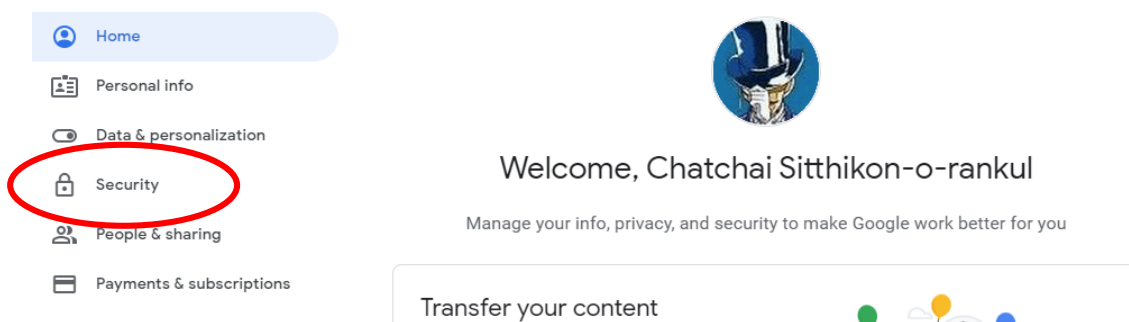 Home
Personal info
Data & personalization
Security
People & sharing
Payments & subscriptions
Welcome, Chatchai Sitthikon-o-rankul
Manage your info, privacy, and security to make Google work better for you
Transfer your content